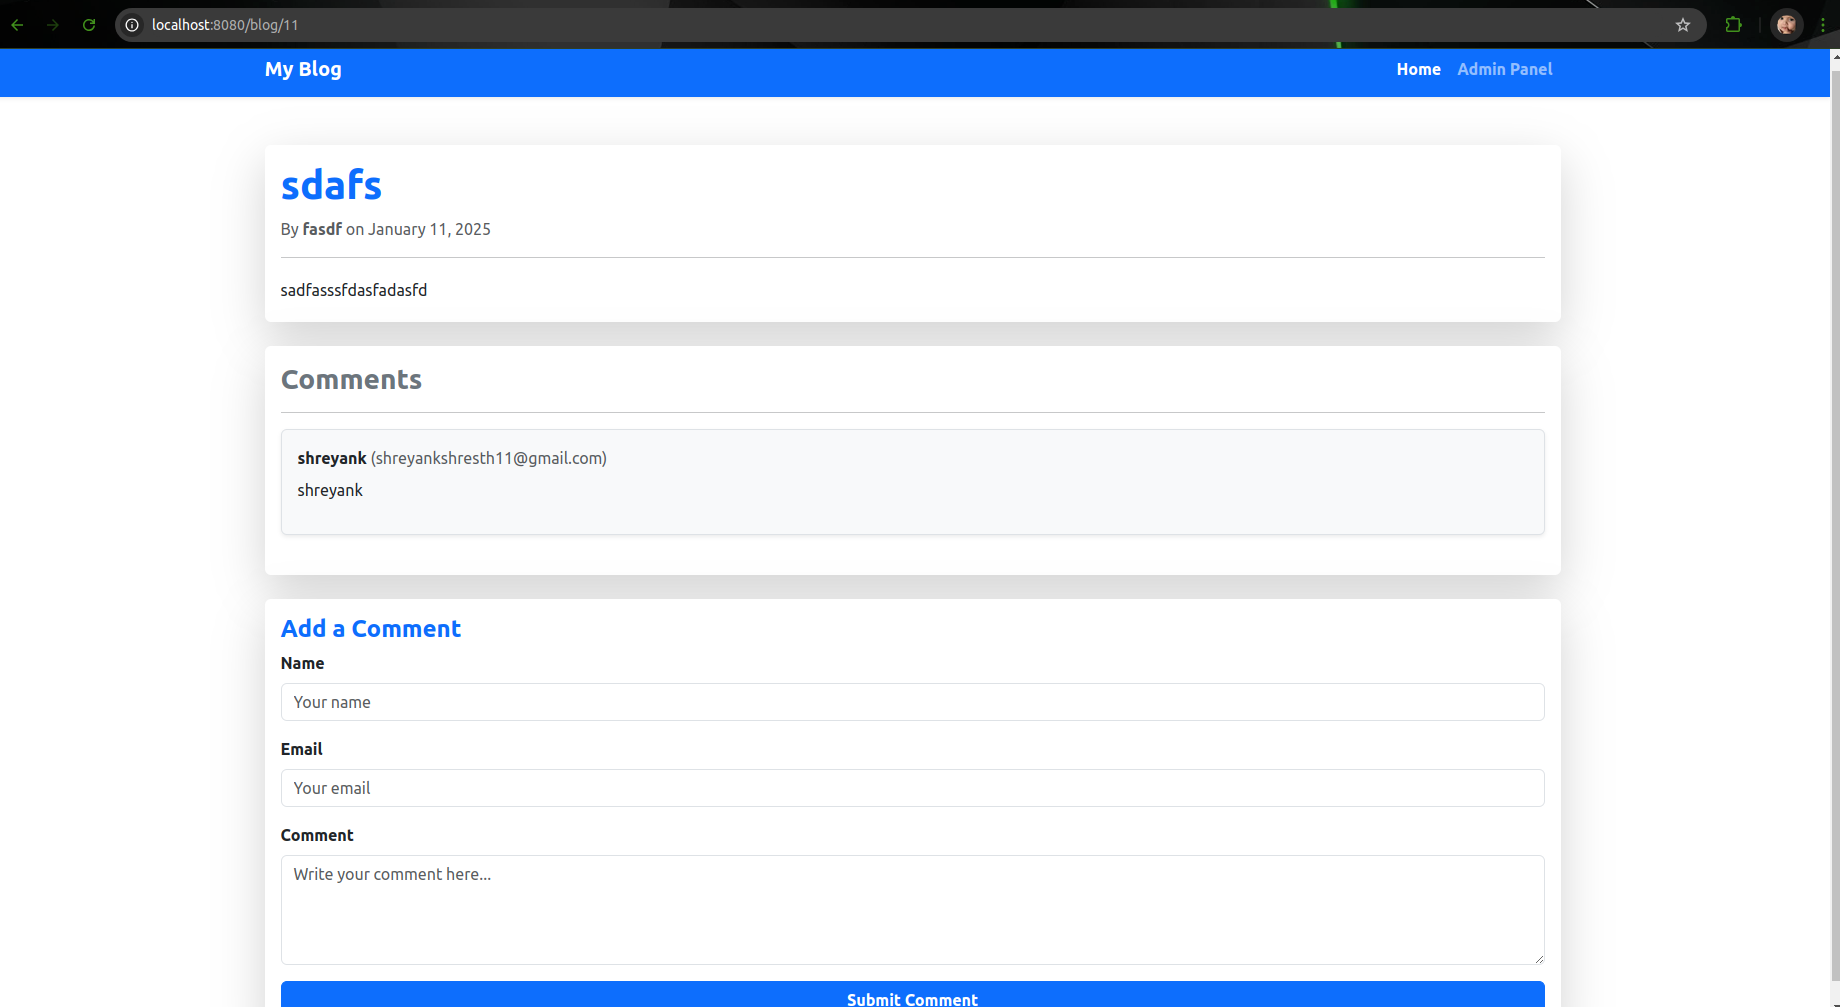 localhost:8080/blog/11
My Blog
Home Admin Panel
sdafs
By fasdf on January 11, 2025
sadfasssfdasfadasfd
Comments
shreyank (shreyankshresth11@gmail.com)
shreyank
Add a Comment
Name
Your name
Email
Your email
Comment
Write your comment here...
Submit Comment